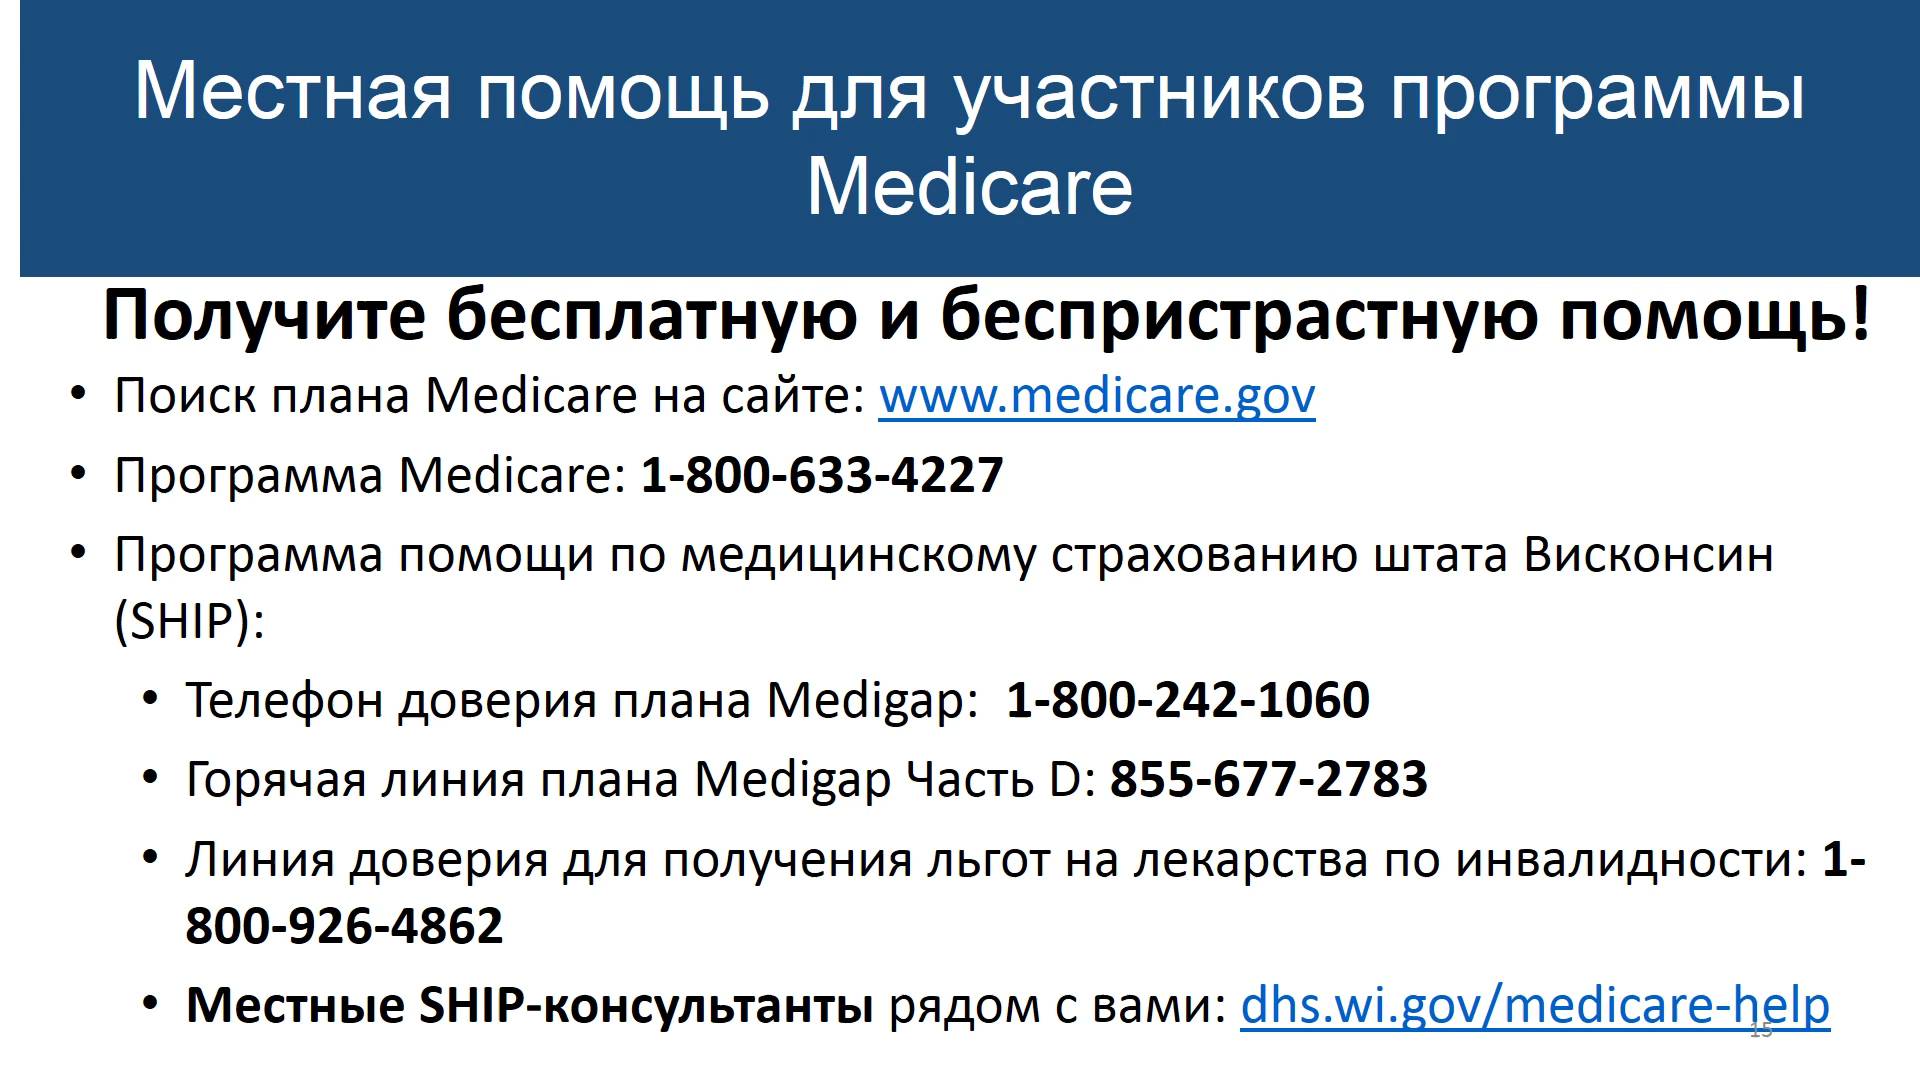 Местная помощь для участников программы
Medicare
Получите бесплатную и беспристрастную помощь!
• Поиск плана Medicare на сайте: www.medicare.gov
• Программа Medicare: 1-800-633-4227
• Программа помощи по медицинскому страхованию штата Висконсин
(SHIP):
• Телефон доверия плана Medigap: 1-800-242-1060
• Горячая линия плана Medigap Часть D: 855-677-2783
• Линия доверия для получения льгот на лекарства по инвалидности: 1-
800-926-4862
• Местные SHIP-консультанты рядом с вами: dhs.wi.gov/medicare-help
15